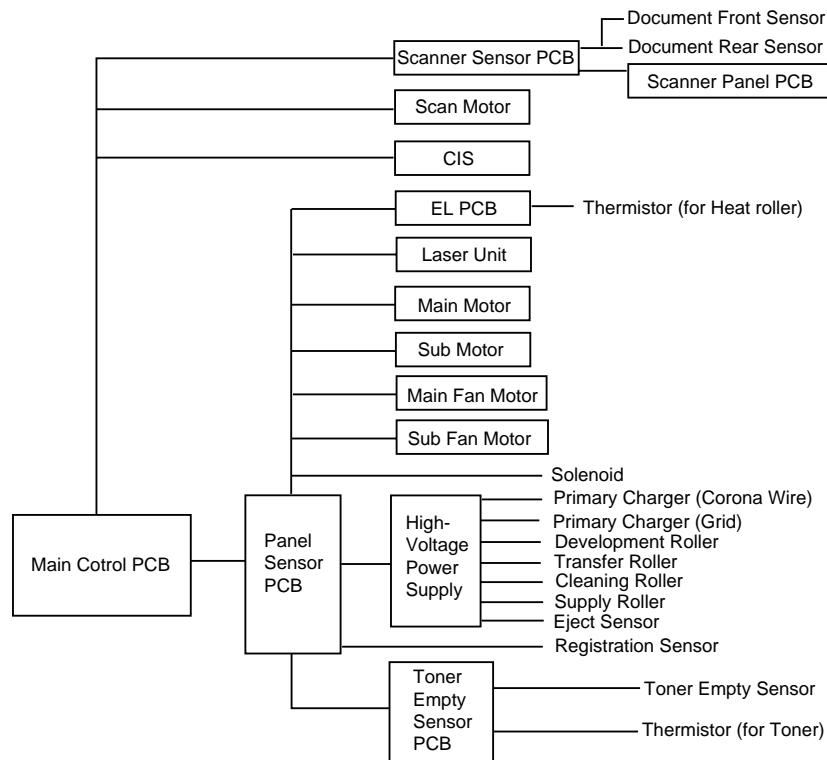 Document Front Sensor
Document Rear Sensor
Scanner Sensor PCB
Scanner Panel PCB
Scan Motor
CIS
EL PCB
Thermistor (for Heat roller)
Laser Unit
Main Motor
Sub Motor
Main Fan Motor
Sub Fan Motor
Solenoid
Main Cotrol PCB
Panel
Sensor
PCB
High-
Voltage
Power
Supply
Primary Charger (Corona Wire)
Primary Charger (Grid)
Development Roller
Transfer Roller
Cleaning Roller
Supply Roller
Eject Sensor
Registration Sensor
Toner
Empty
Sensor
PCB
Toner Empty Sensor
Thermistor (for Toner)